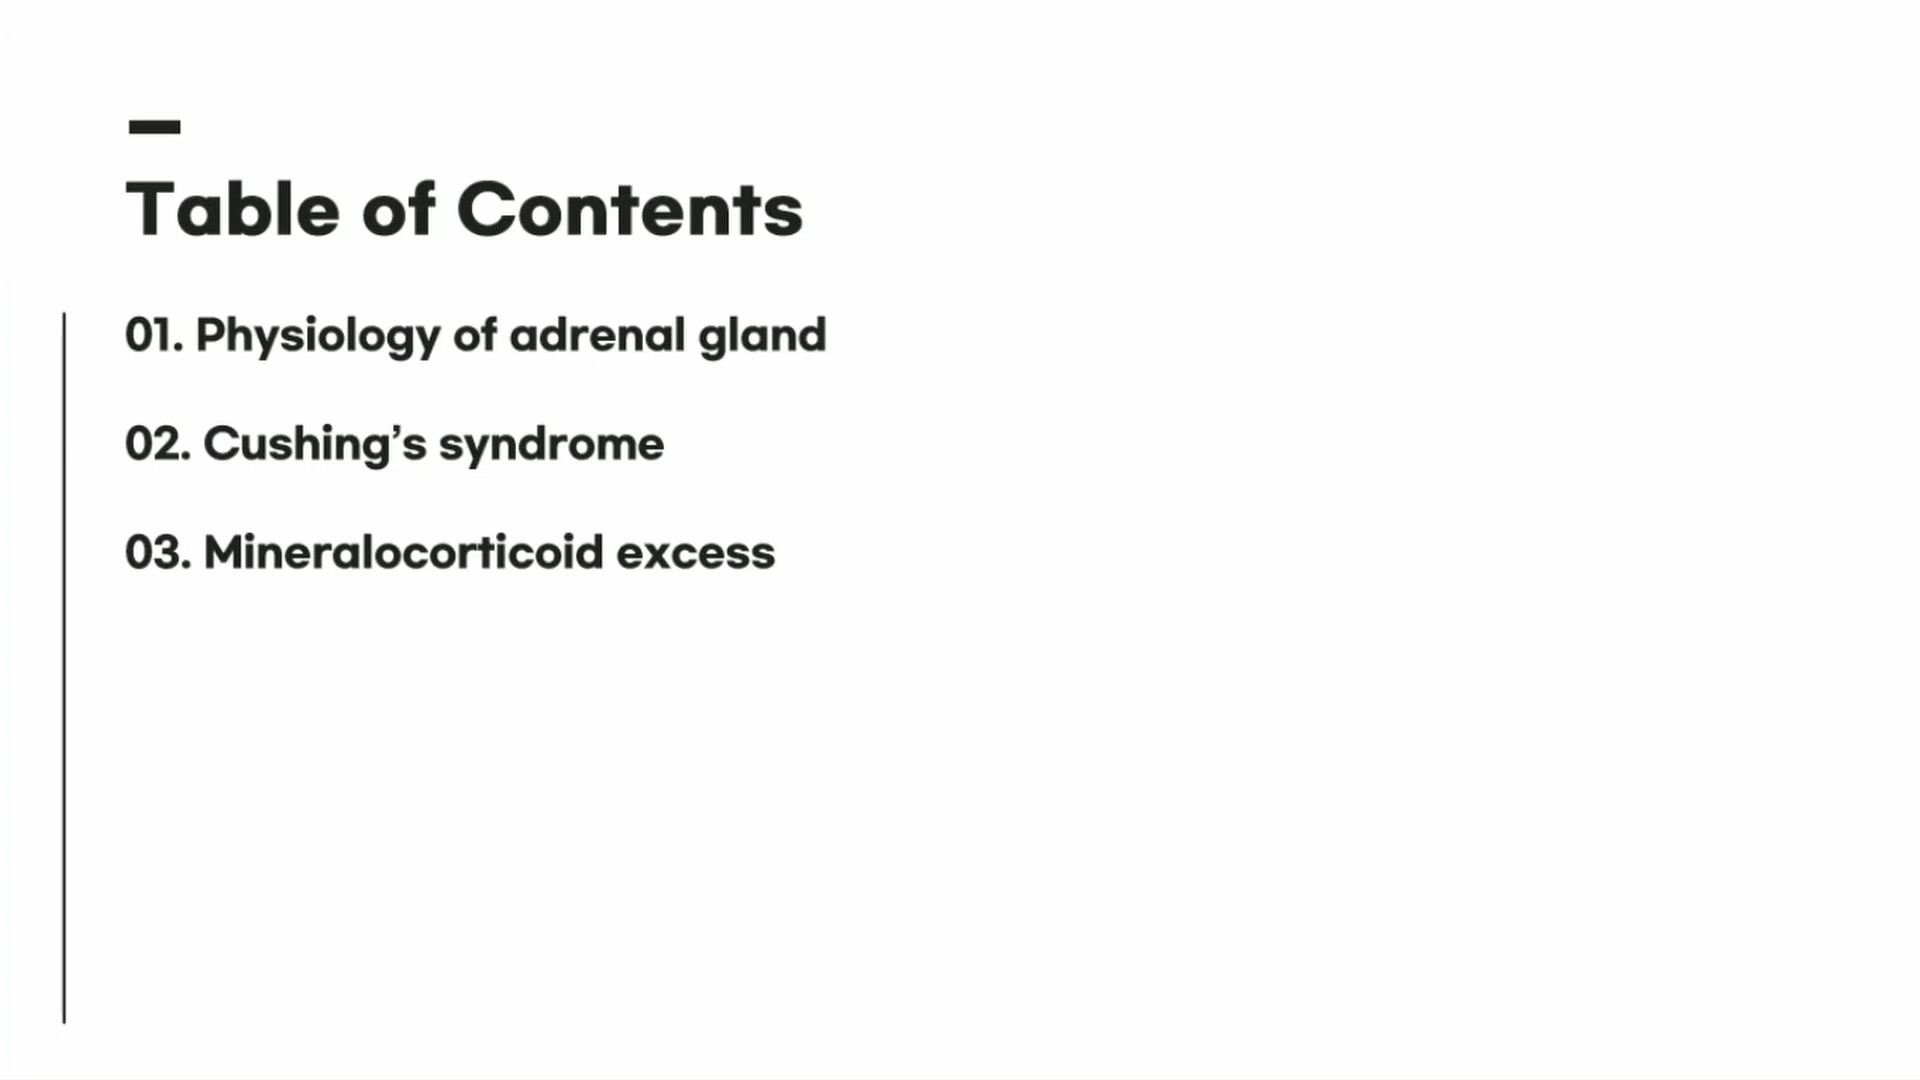 Table of Contents
01. Physiology of adrenal gland
02. Cushing’s syndrome
03. Mineralocorticoid excess